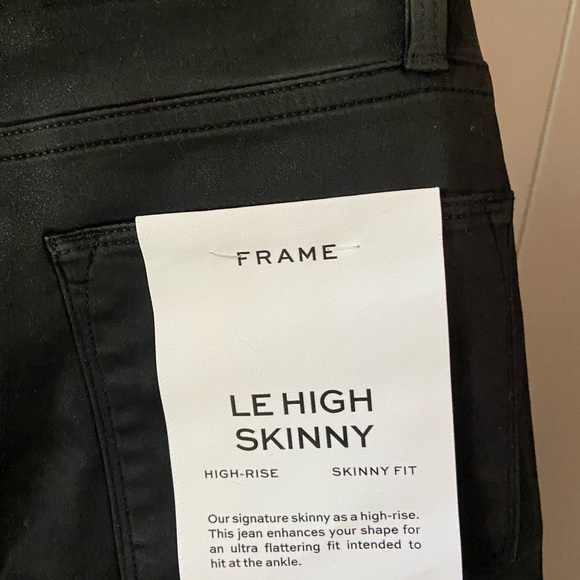 FRAME
LE HIGH
SKINNY
HIGH-RISE SKINNY FIT
Our signature skinny as a high-rise.
This jean enhances your shape for
an ultra flattering fit intended to
hit at the ankle.